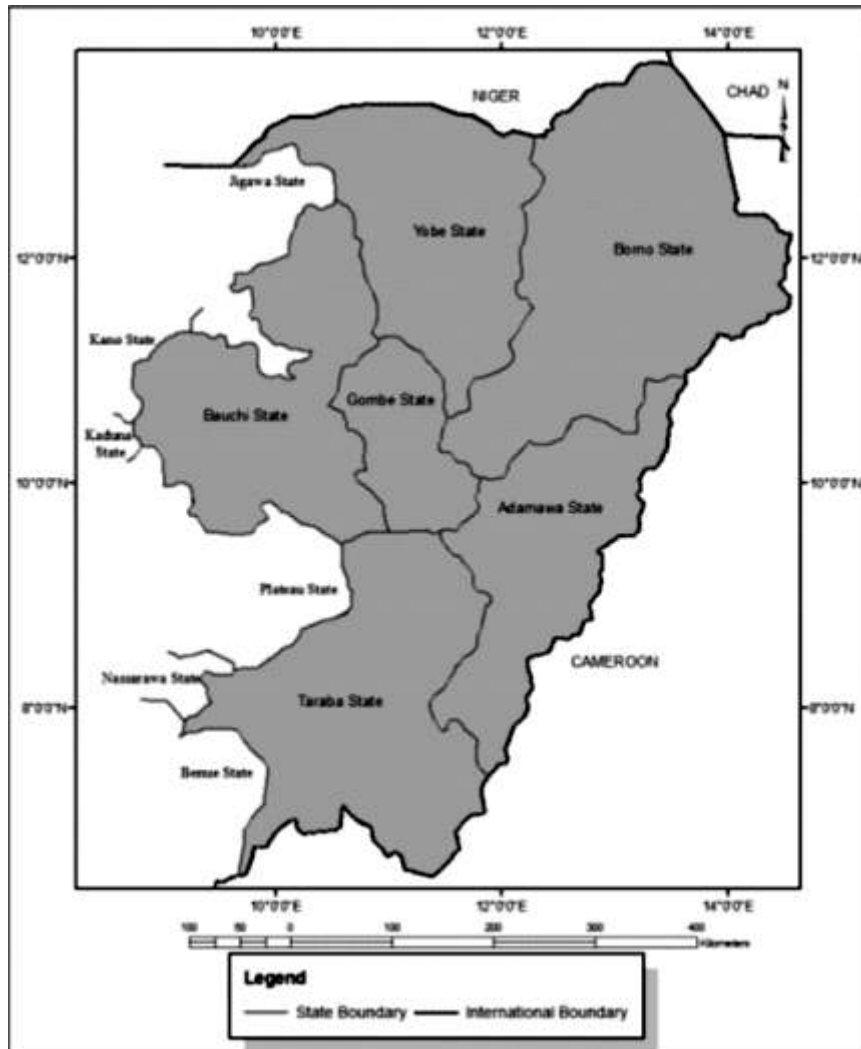 10°0'0"E 12°0'0"E 14°0'0"E
NIGER
CHAD
N
Jigawa State
Yobe State
Borno State
12°0'0"N 12°0'0"N
Kano State
Gombe State
Bauchi State
Kaduna
State
10°0'0"N 10°0'0"N
Adamawa State
Plateau State
CAMEROON
Nassarawa State
Taraba State
8°0'0"N 8°0'0"N
Benue State
10°0'0"E 12°0'0"E 14°0'0"E
100 50 0 100 200 300 400
Kilometers
Legend
State Boundary International Boundary